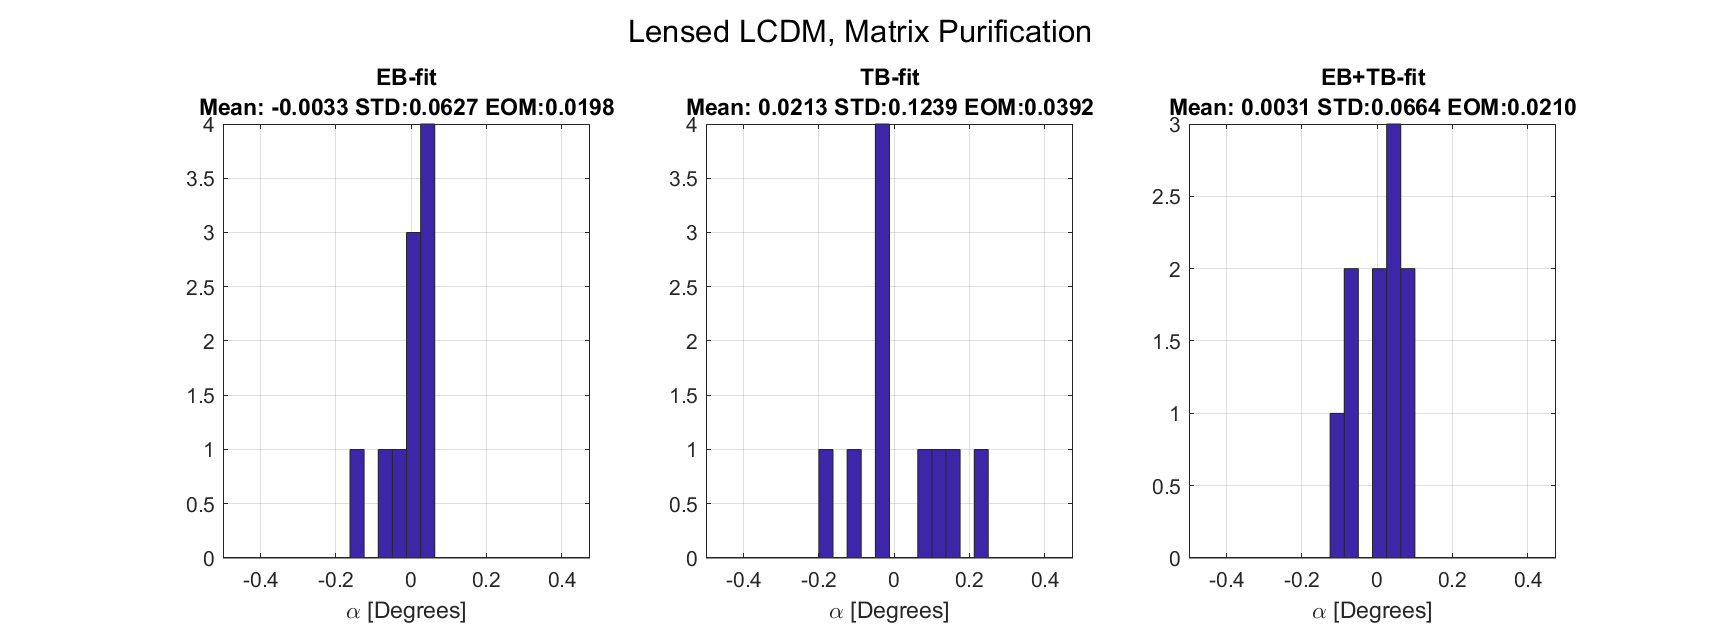 Lensed LCDM, Matrix Purification
EB-fit
Mean: -0.0033 STD:0.0627 EOM:0.0198
4
3.5
3
2.5
2
1.5
1
0.5
0
-0.4 -0.2 0 0.2 0.4
α [Degrees]
TB-fit
Mean: 0.0213 STD:0.1239 EOM:0.0392
4
3.5
3
2.5
2
1.5
1
0.5
0
-0.4 -0.2 0 0.2 0.4
α [Degrees]
EB+TB-fit
Mean: 0.0031 STD:0.0664 EOM:0.0210
3
2.5
2
1.5
1
0.5
0
-0.4 -0.2 0 0.2 0.4
α [Degrees]